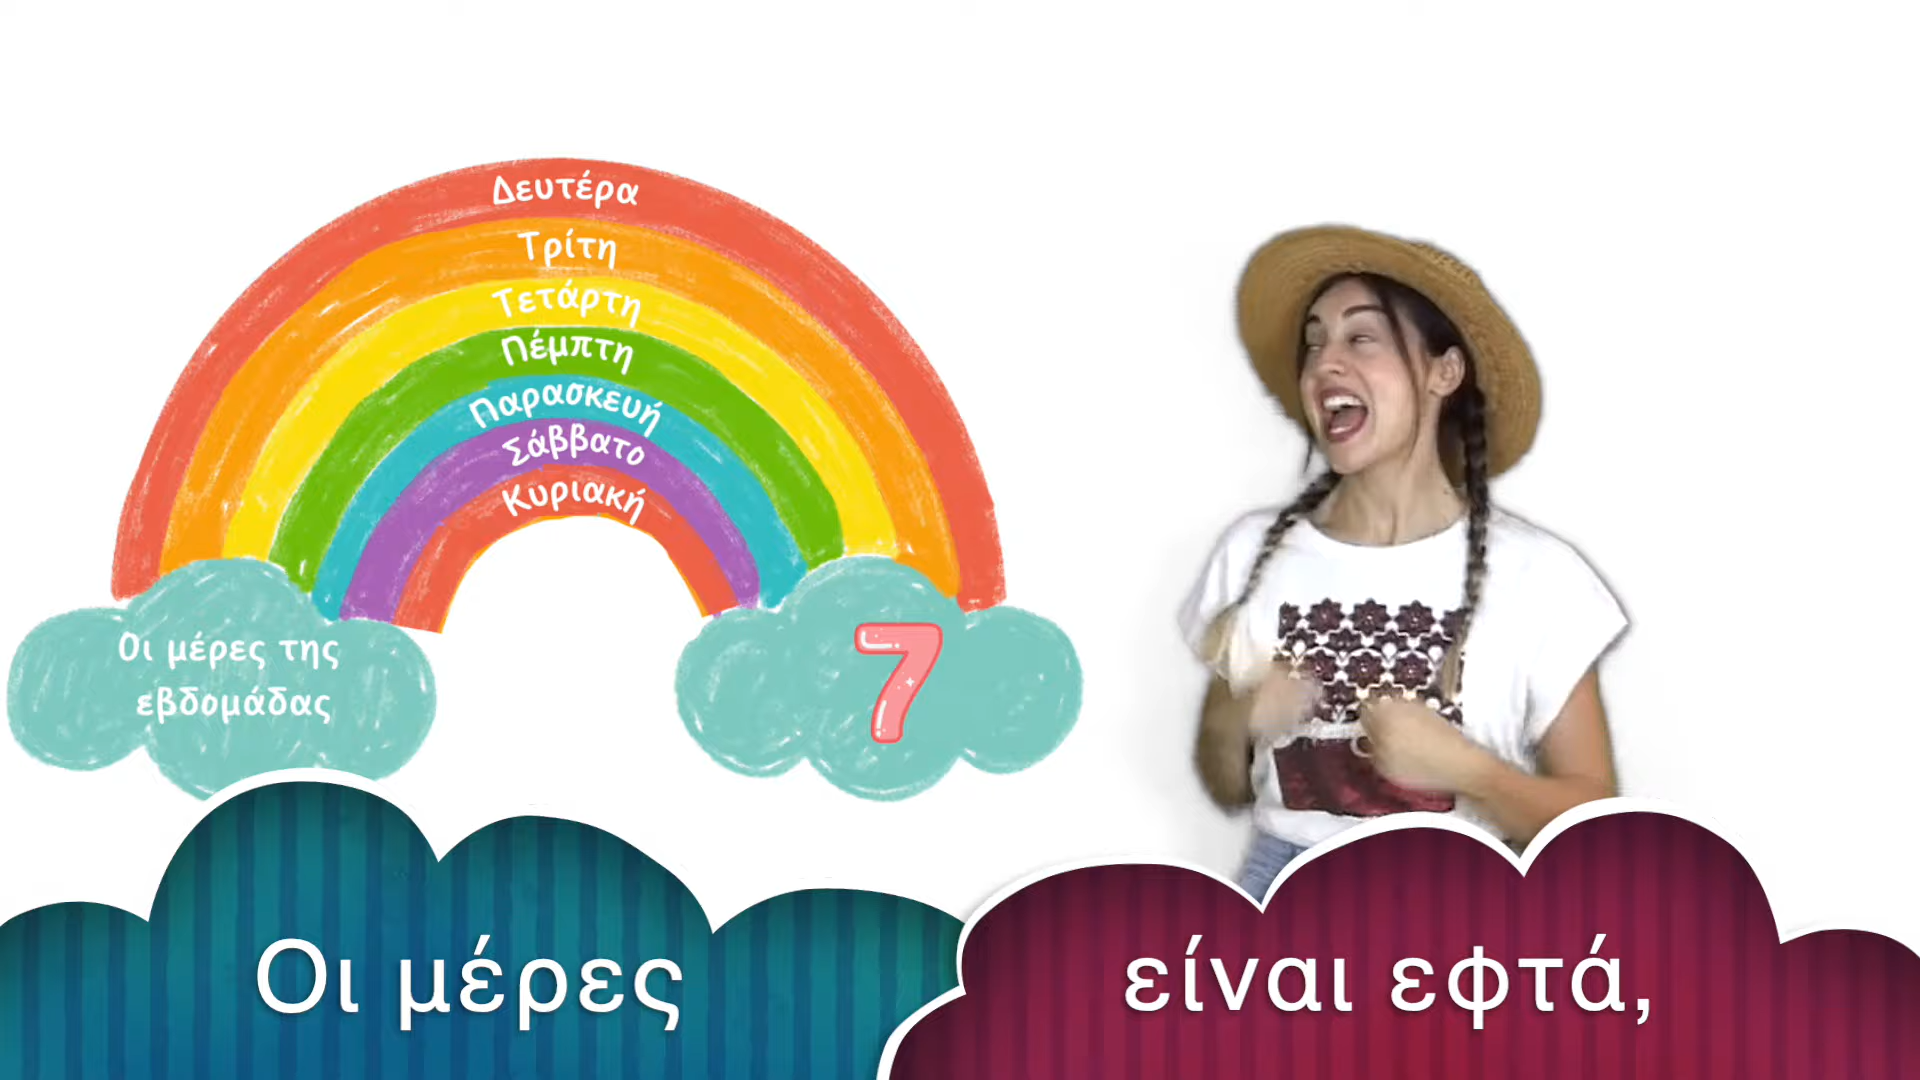 Δευτέρα
Τρίτη
Τετάρτη
Πέμπτη
Παρασκευή
Σάββατο
Κυριακή
Οι μέρες της
εβδομάδας
7
Οι μέρες
είναι εφτά,